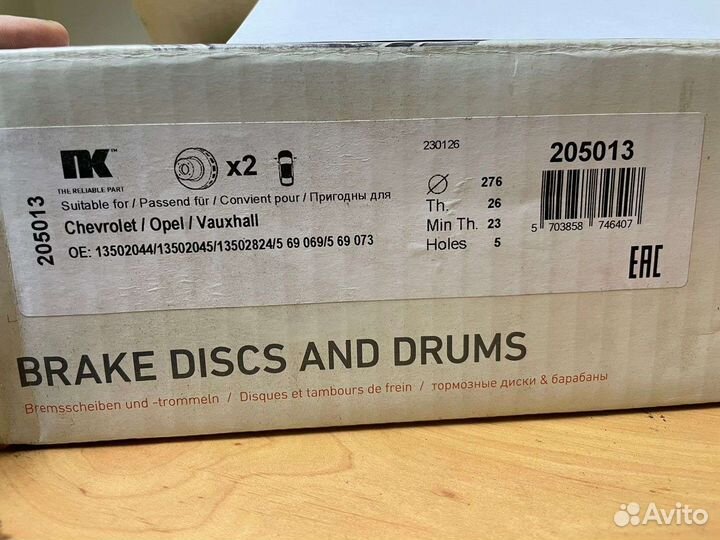 NK™
THE RELIABLE PART
x2
205013
Suitable for / Passend für / Convient pour / Пригодны для
Chevrolet / Opel / Vauxhall
OE: 13502044/13502045/13502824/5 69 069/5 69 073
230126
⌀ 276
Th. 26
Min Th. 23
Holes 5
205013
5 703858 746407
EAC
BRAKE DISCS AND DRUMS
Bremsscheiben und -trommeln / Disques et tambours de frein / тормозные диски & барабаны
Avito